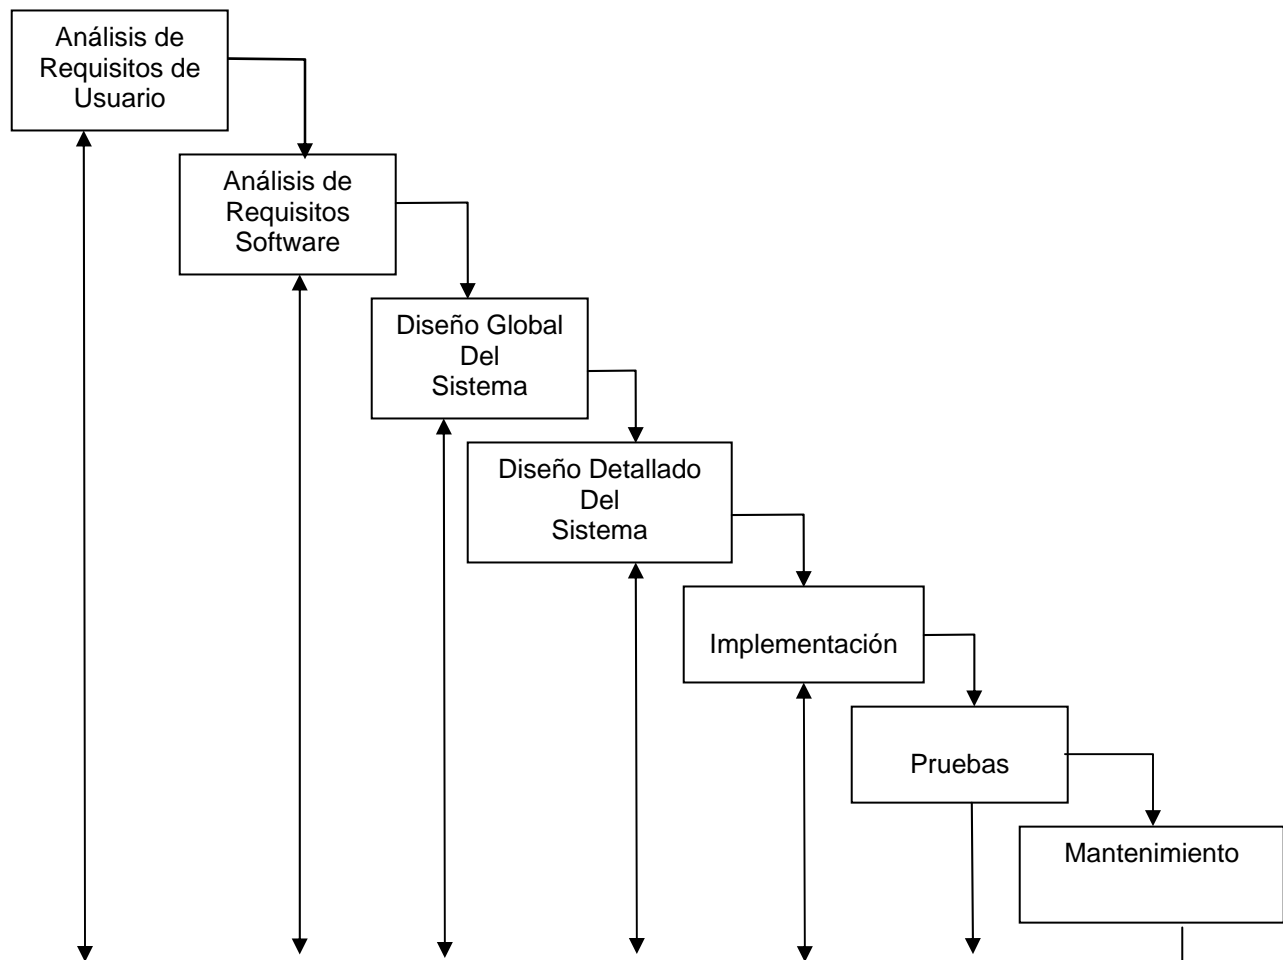 Análisis de
Requisitos de
Usuario
Análisis de
Requisitos
Software
Diseño Global
Del
Sistema
Diseño Detallado
Del
Sistema
Implementación
Pruebas
Mantenimiento